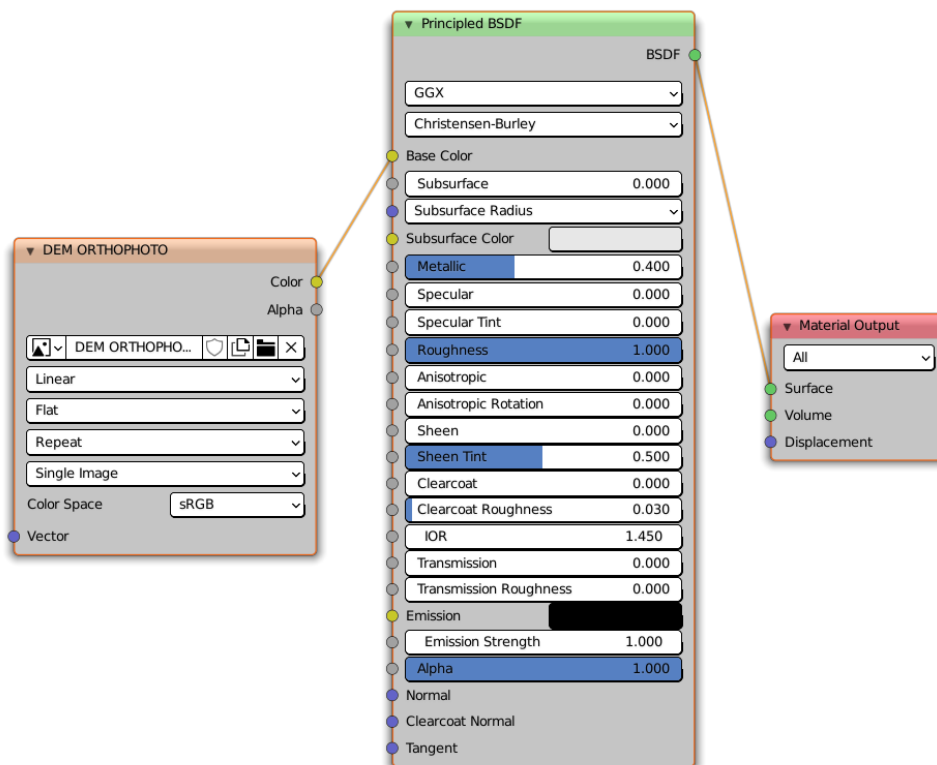 DEM ORTHOPHOTO
Color
Alpha
DEM ORTHOPHO...
Linear
Flat
Repeat
Single Image
Color Space sRGB
Vector
Principled BSDF
BSDF
GGX
Christensen-Burley
Base Color
Subsurface 0.000
Subsurface Radius
Subsurface Color
Metallic 0.400
Specular 0.000
Specular Tint 0.000
Roughness 1.000
Anisotropic 0.000
Anisotropic Rotation 0.000
Sheen 0.000
Sheen Tint 0.500
Clearcoat 0.000
Clearcoat Roughness 0.030
IOR 1.450
Transmission 0.000
Transmission Roughness 0.000
Emission
Emission Strength 1.000
Alpha 1.000
Normal
Clearcoat Normal
Tangent
Material Output
All
Surface
Volume
Displacement